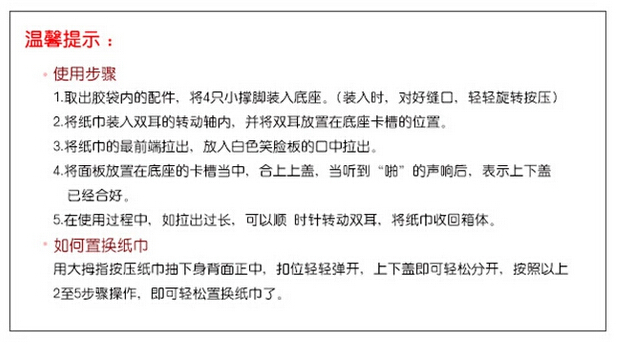 温馨提示：
使用步骤
1.取出胶袋内的配件，将4只小撑脚装入底座。（装入时，对好缝口，轻轻旋转按压）
2.将纸巾装入双耳的转动轴内，并将双耳放置在底座卡槽的位置。
3.将纸巾的最前端拉出，放入白色笑脸板的口中拉出。
4.将面板放置在底座的卡槽当中，合上上盖，当听到“啪”的声响后，表示上下盖
已经合好。
5.在使用过程中，如拉出过长，可以顺 时针转动双耳，将纸巾收回箱体。
如何置换纸巾
用大拇指按压纸巾抽下身背面正中，扣位轻轻弹开，上下盖即可轻松分开，按照以上
2至5步骤操作，即可轻松置换纸巾了。